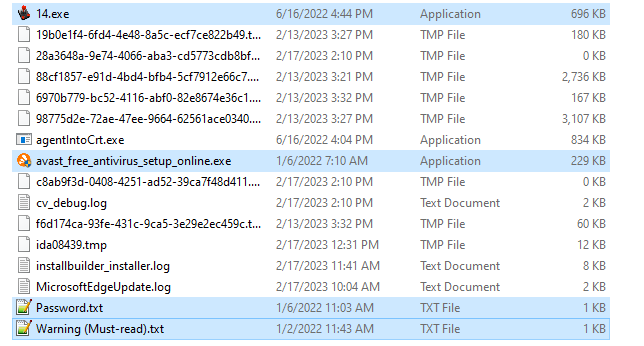 14.exe 6/16/2022 4:44 PM Application 696 KB
19b0e1f4-6fd4-4e48-8a5c-ecf7ce822b49.t... 2/13/2023 3:27 PM TMP File 180 KB
28a3648a-9e74-4066-aba3-cd5773cdb8bf... 2/17/2023 2:10 PM TMP File 0 KB
88cf1857-e91d-4bd4-bfb4-5cf7912e66c7.... 2/13/2023 3:21 PM TMP File 2,736 KB
6970b779-bc52-4116-abf0-82e8674e36c1.... 2/13/2023 3:32 PM TMP File 167 KB
98775d2e-72ae-47ee-9664-62561ace0340.... 2/13/2023 3:27 PM TMP File 3,107 KB
agentIntoCrt.exe 6/16/2022 4:04 PM Application 834 KB
avast_free_antivirus_setup_online.exe 1/6/2022 7:10 AM Application 229 KB
c8ab9f3d-0408-4251-ad52-39ca7f48d411.... 2/17/2023 2:10 PM TMP File 0 KB
cv_debug.log 2/17/2023 2:10 PM Text Document 2 KB
f6d174ca-93fe-431c-9ca5-3e29e2ec459c.t... 2/13/2023 3:32 PM TMP File 60 KB
ida08439.tmp 2/17/2023 12:31 PM TMP File 12 KB
installbuilder_installer.log 2/17/2023 11:41 AM Text Document 8 KB
MicrosoftEdgeUpdate.log 2/17/2023 10:04 AM Text Document 2 KB
Password.txt 1/6/2022 11:03 AM TXT File 1 KB
Warning (Must-read).txt 1/2/2022 11:43 AM TXT File 1 KB